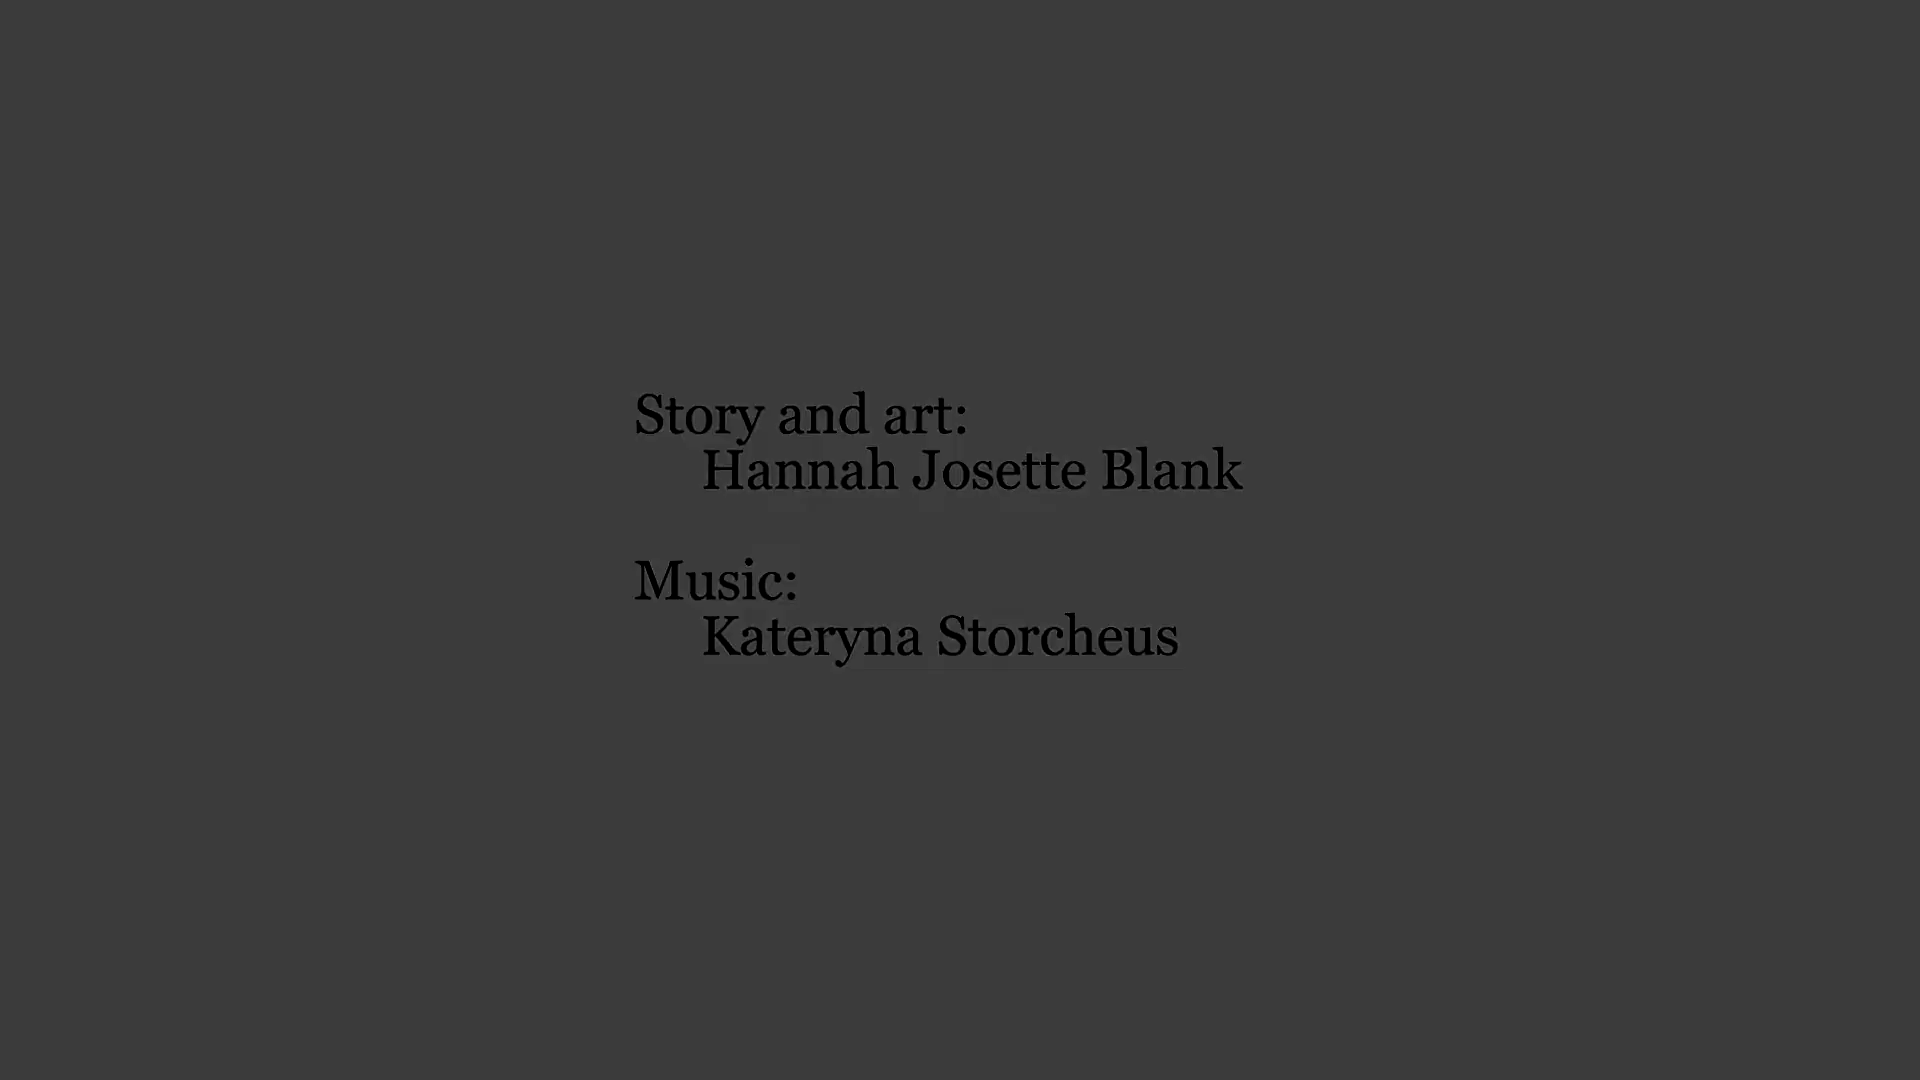 Story and art:
Hannah Josette Blank
Music:
Kateryna Storcheus